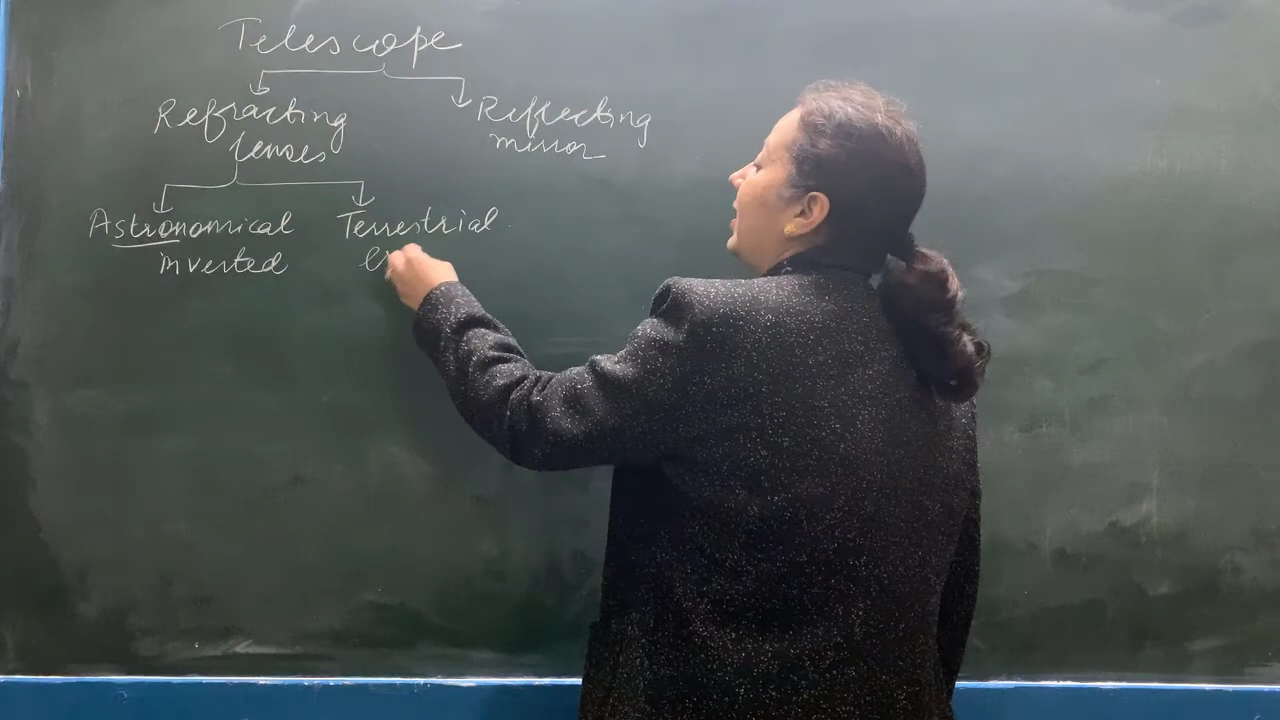 Telescope
Refracting Reflecting
lenses mirror
Astronomical Terrestrial
inverted